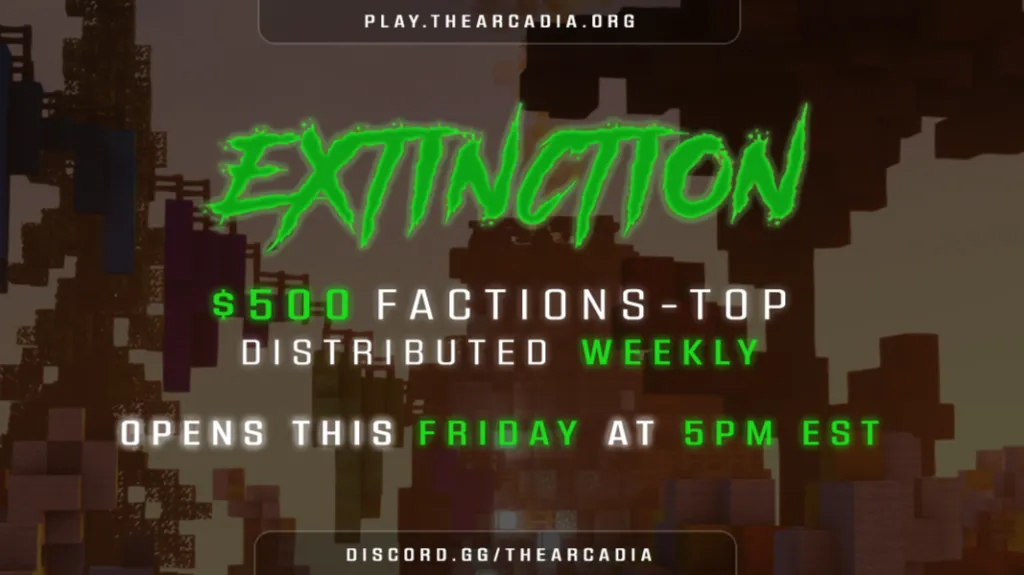 PLAY.THEARCADIA.ORG
EXTINCTION
$500 FACTIONS-TOP
DISTRIBUTED WEEKLY
OPENS THIS FRIDAY AT 5PM EST
DISCORD.GG/THEARCADIA